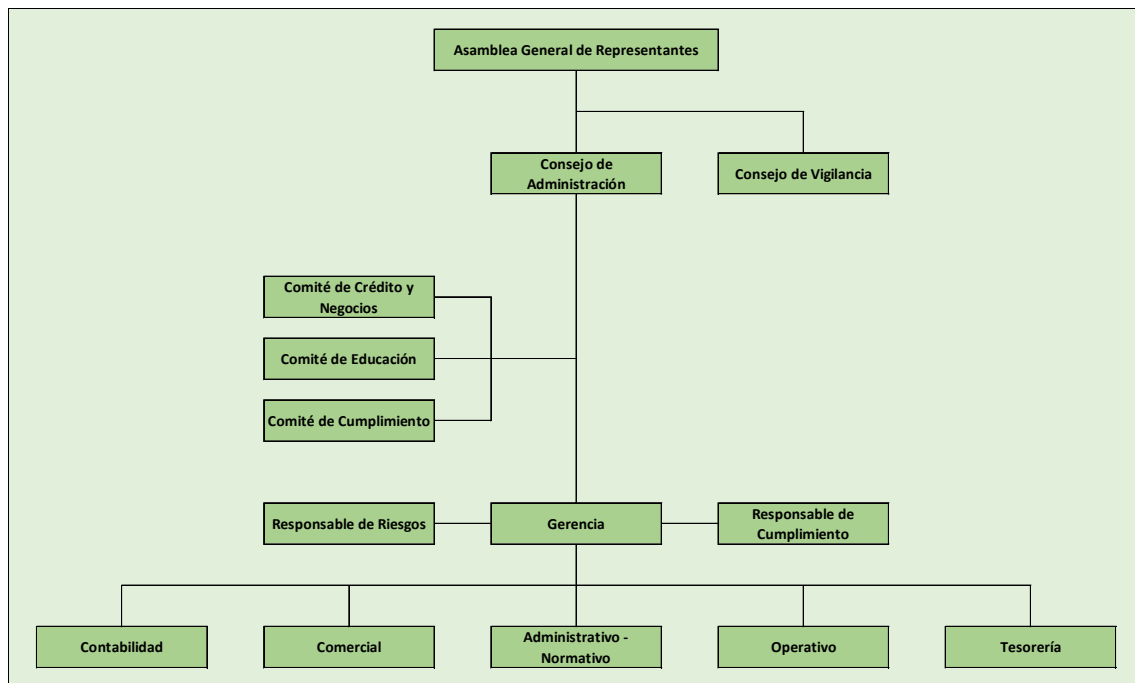 Asamblea General de Representantes
Consejo de
Administración
Consejo de Vigilancia
Comité de Crédito y
Negocios
Comité de Educación
Comité de Cumplimiento
Responsable de Riesgos
Gerencia
Responsable de
Cumplimiento
Contabilidad
Comercial
Administrativo -
Normativo
Operativo
Tesorería